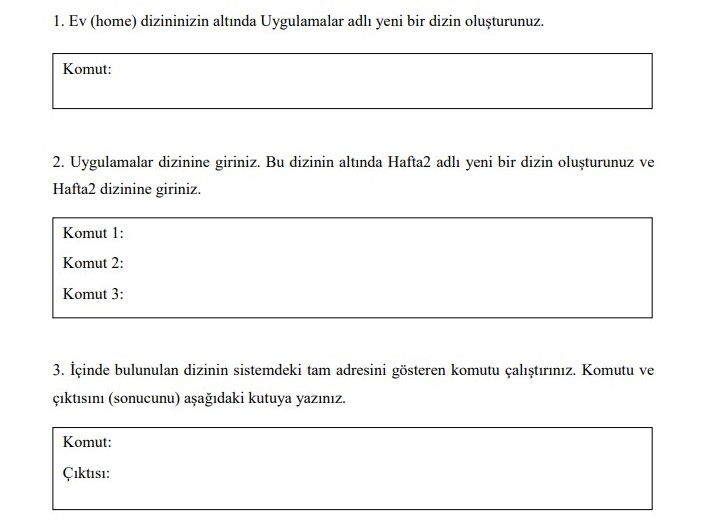 1. Ev (home) dizininizin altında Uygulamalar adlı yeni bir dizin oluşturunuz.
Komut:
2. Uygulamalar dizinine giriniz. Bu dizinin altında Hafta2 adlı yeni bir dizin oluşturunuz ve
Hafta2 dizinine giriniz.
Komut 1:
Komut 2:
Komut 3:
3. İçinde bulunulan dizinin sistemdeki tam adresini gösteren komutu çalıştırınız. Komutu ve
çıktısını (sonucunu) aşağıdaki kutuya yazınız.
Komut:
Çıktısı: